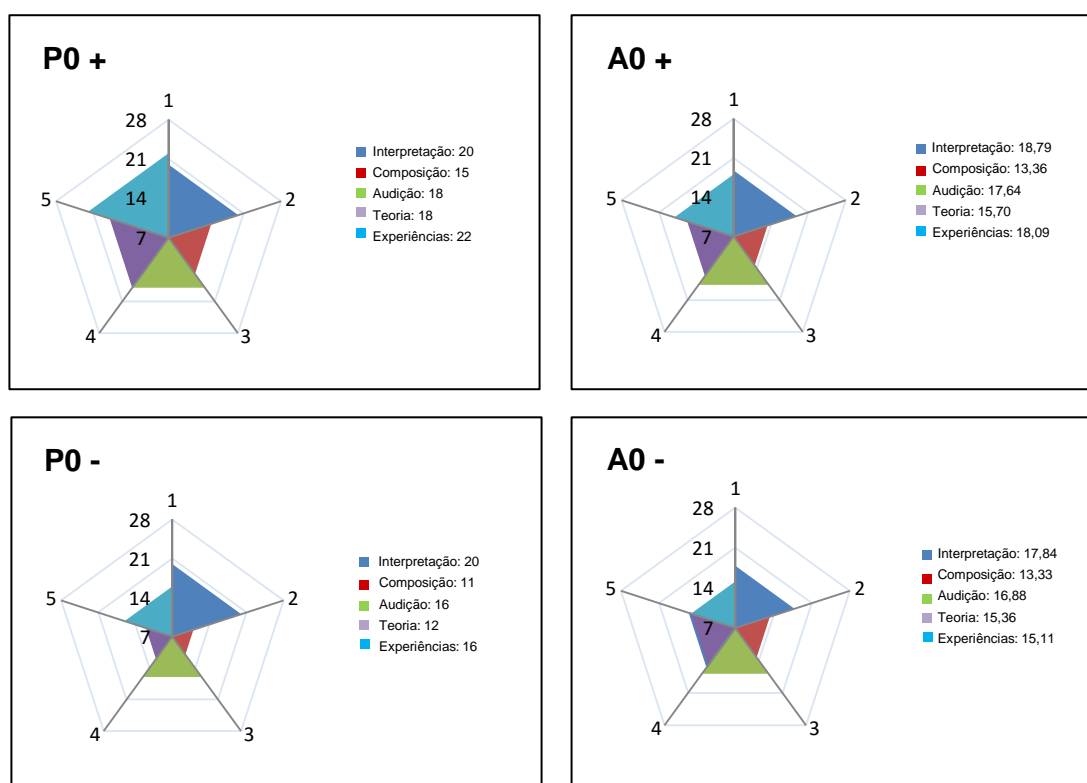 P0 +
1
28
21
14
7
5
2
4
3
Interpretação: 20
Composição: 15
Audição: 18
Teoria: 18
Experiências: 22
A0 +
1
28
21
14
7
5
2
4
3
Interpretação: 18,79
Composição: 13,36
Audição: 17,64
Teoria: 15,70
Experiências: 18,09
P0 -
1
28
21
14
7
5
2
4
3
Interpretação: 20
Composição: 11
Audição: 16
Teoria: 12
Experiências: 16
A0 -
1
28
21
14
7
5
2
4
3
Interpretação: 17,84
Composição: 13,33
Audição: 16,88
Teoria: 15,36
Experiências: 15,11